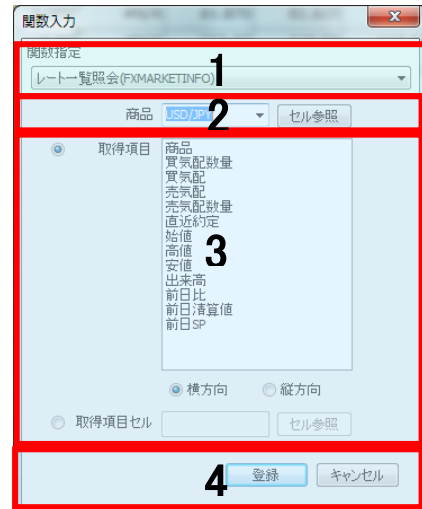 関数入力
関数指定
レート一覧照会(FXMARKETINFO)
1
商品 USD/JPY セル参照
2
取得項目
商品
買気配数量
買気配
売気配
売気配数量
直近約定
始値
高値
安値
出来高
前日比
前日清算値
前日SP
3
横方向 縦方向
取得項目セル セル参照
4
登録 キャンセル